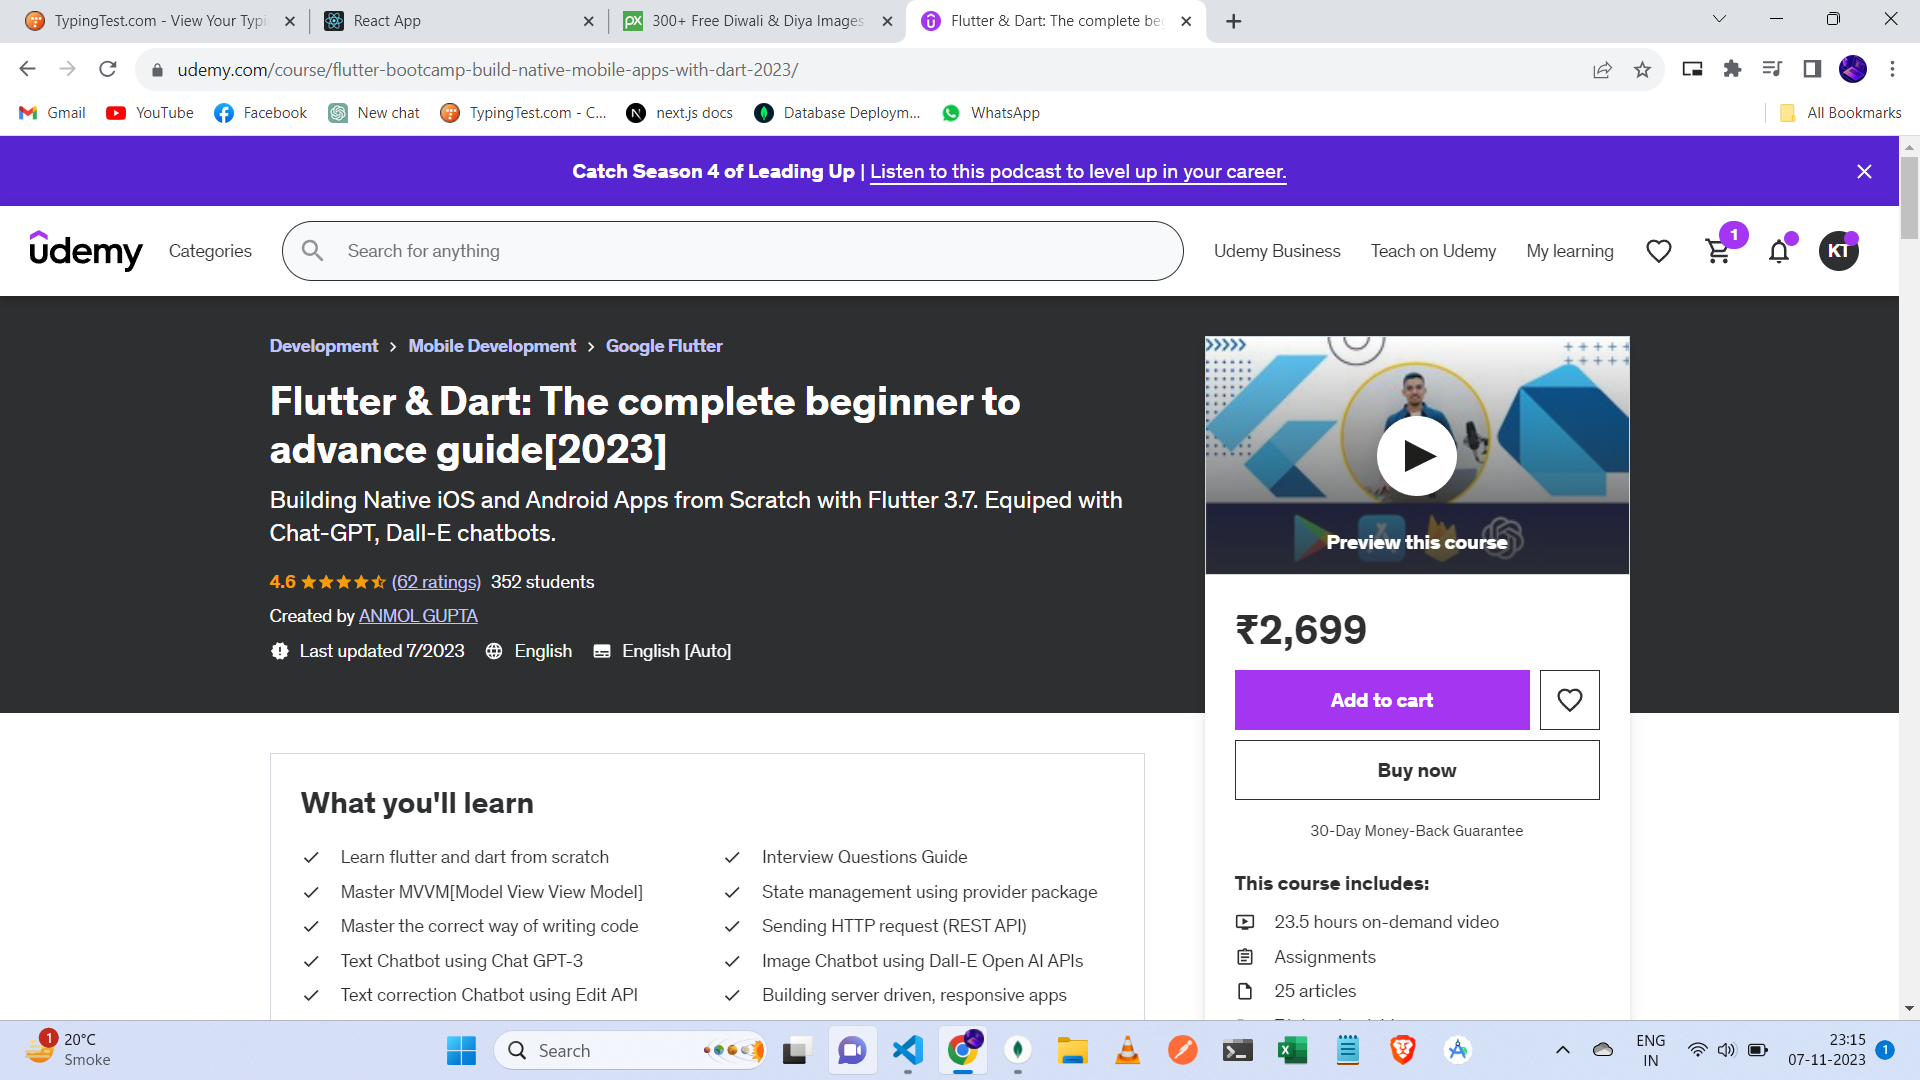 TypingTest.com - View Your Typi
React App
300+ Free Diwali & Diya Images
Flutter & Dart: The complete be
udemy.com/course/flutter-bootcamp-build-native-mobile-apps-with-dart-2023/
Gmail
YouTube
Facebook
New chat
TypingTest.com - C...
next.js docs
Database Deploym...
WhatsApp
All Bookmarks
Catch Season 4 of Leading Up | Listen to this podcast to level up in your career.
udemy
Categories
Search for anything
Udemy Business
Teach on Udemy
My learning
1
KT
Development > Mobile Development > Google Flutter
Flutter & Dart: The complete beginner to
advance guide[2023]
Building Native iOS and Android Apps from Scratch with Flutter 3.7. Equiped with
Chat-GPT, Dall-E chatbots.
4.6 (62 ratings) 352 students
Created by ANMOL GUPTA
Last updated 7/2023 English English [Auto]
Preview this course
₹2,699
Add to cart
Buy now
30-Day Money-Back Guarantee
This course includes:
23.5 hours on-demand video
Assignments
25 articles
What you'll learn
Learn flutter and dart from scratch
Master MVVM[Model View View Model]
Master the correct way of writing code
Text Chatbot using Chat GPT-3
Text correction Chatbot using Edit API
Interview Questions Guide
State management using provider package
Sending HTTP request (REST API)
Image Chatbot using Dall-E Open AI APIs
Building server driven, responsive apps
1
20°C
Smoke
Search
ENG
IN
23:15
07-11-2023
1